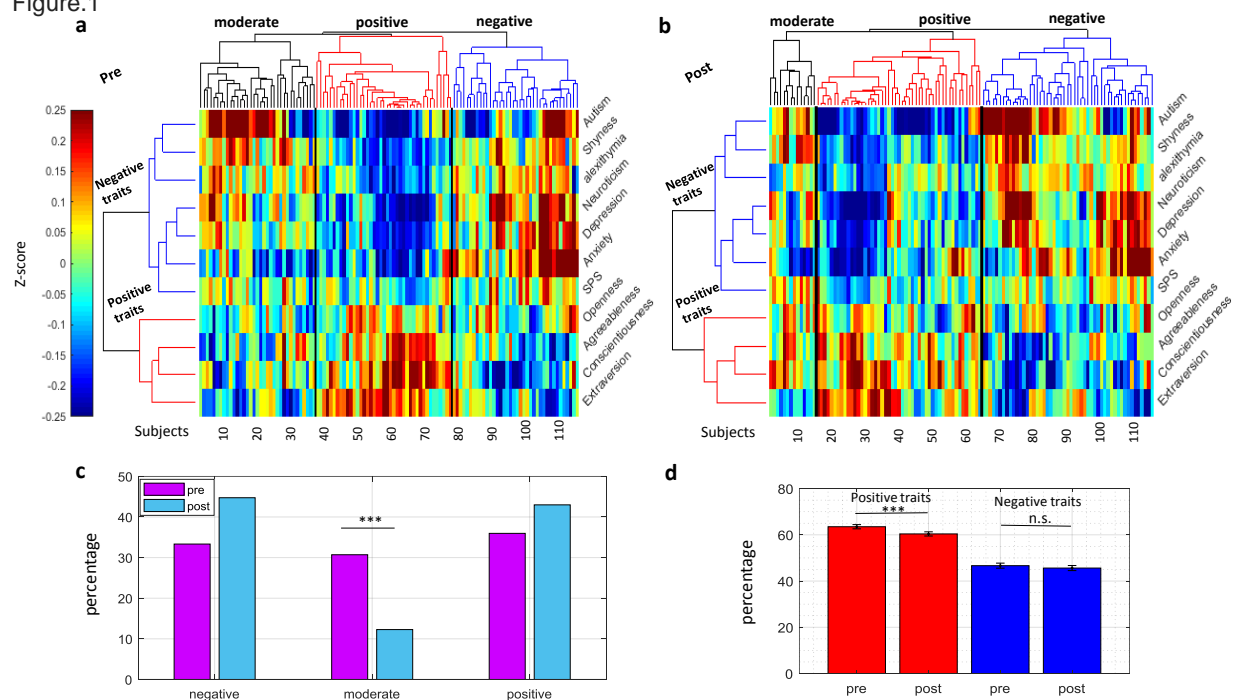 Figure.1
a
moderate
positive
negative
Pre
0.25
0.2
0.15
0.1
0.05
0
-0.05
-0.1
-0.15
-0.2
-0.25
Z-score
Negative
traits
Positive
traits
Autism
Shyness
alexithymia
Neuroticism
Depression
Anxiety
SPS
Openness
Agreeableness
Conscientiousness
Extraversion
Subjects
10
20
30
40
50
60
70
80
90
100
110
b
moderate
positive
negative
Post
Negative
traits
Positive
traits
Autism
Shyness
alexithymia
Neuroticism
Depression
Anxiety
SPS
Openness
Agreeableness
Conscientiousness
Extraversion
Subjects
10
20
30
40
50
60
70
80
90
100
110
c
percentage
50
40
30
20
10
0
pre
post
***
negative
moderate
positive
d
percentage
80
60
40
20
0
Positive traits
***
Negative traits
n.s.
pre
post
pre
post